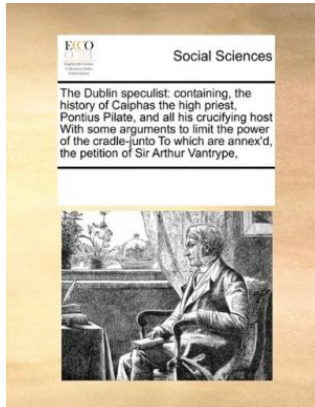 ECCO
Social Sciences
The Dublin speculist: containing, the
history of Caiphas the high priest,
Pontius Pilate, and all his crucifying host
With some arguments to limit the power
of the cradle-junto To which are annex'd,
the petition of Sir Arthur Vantrype,